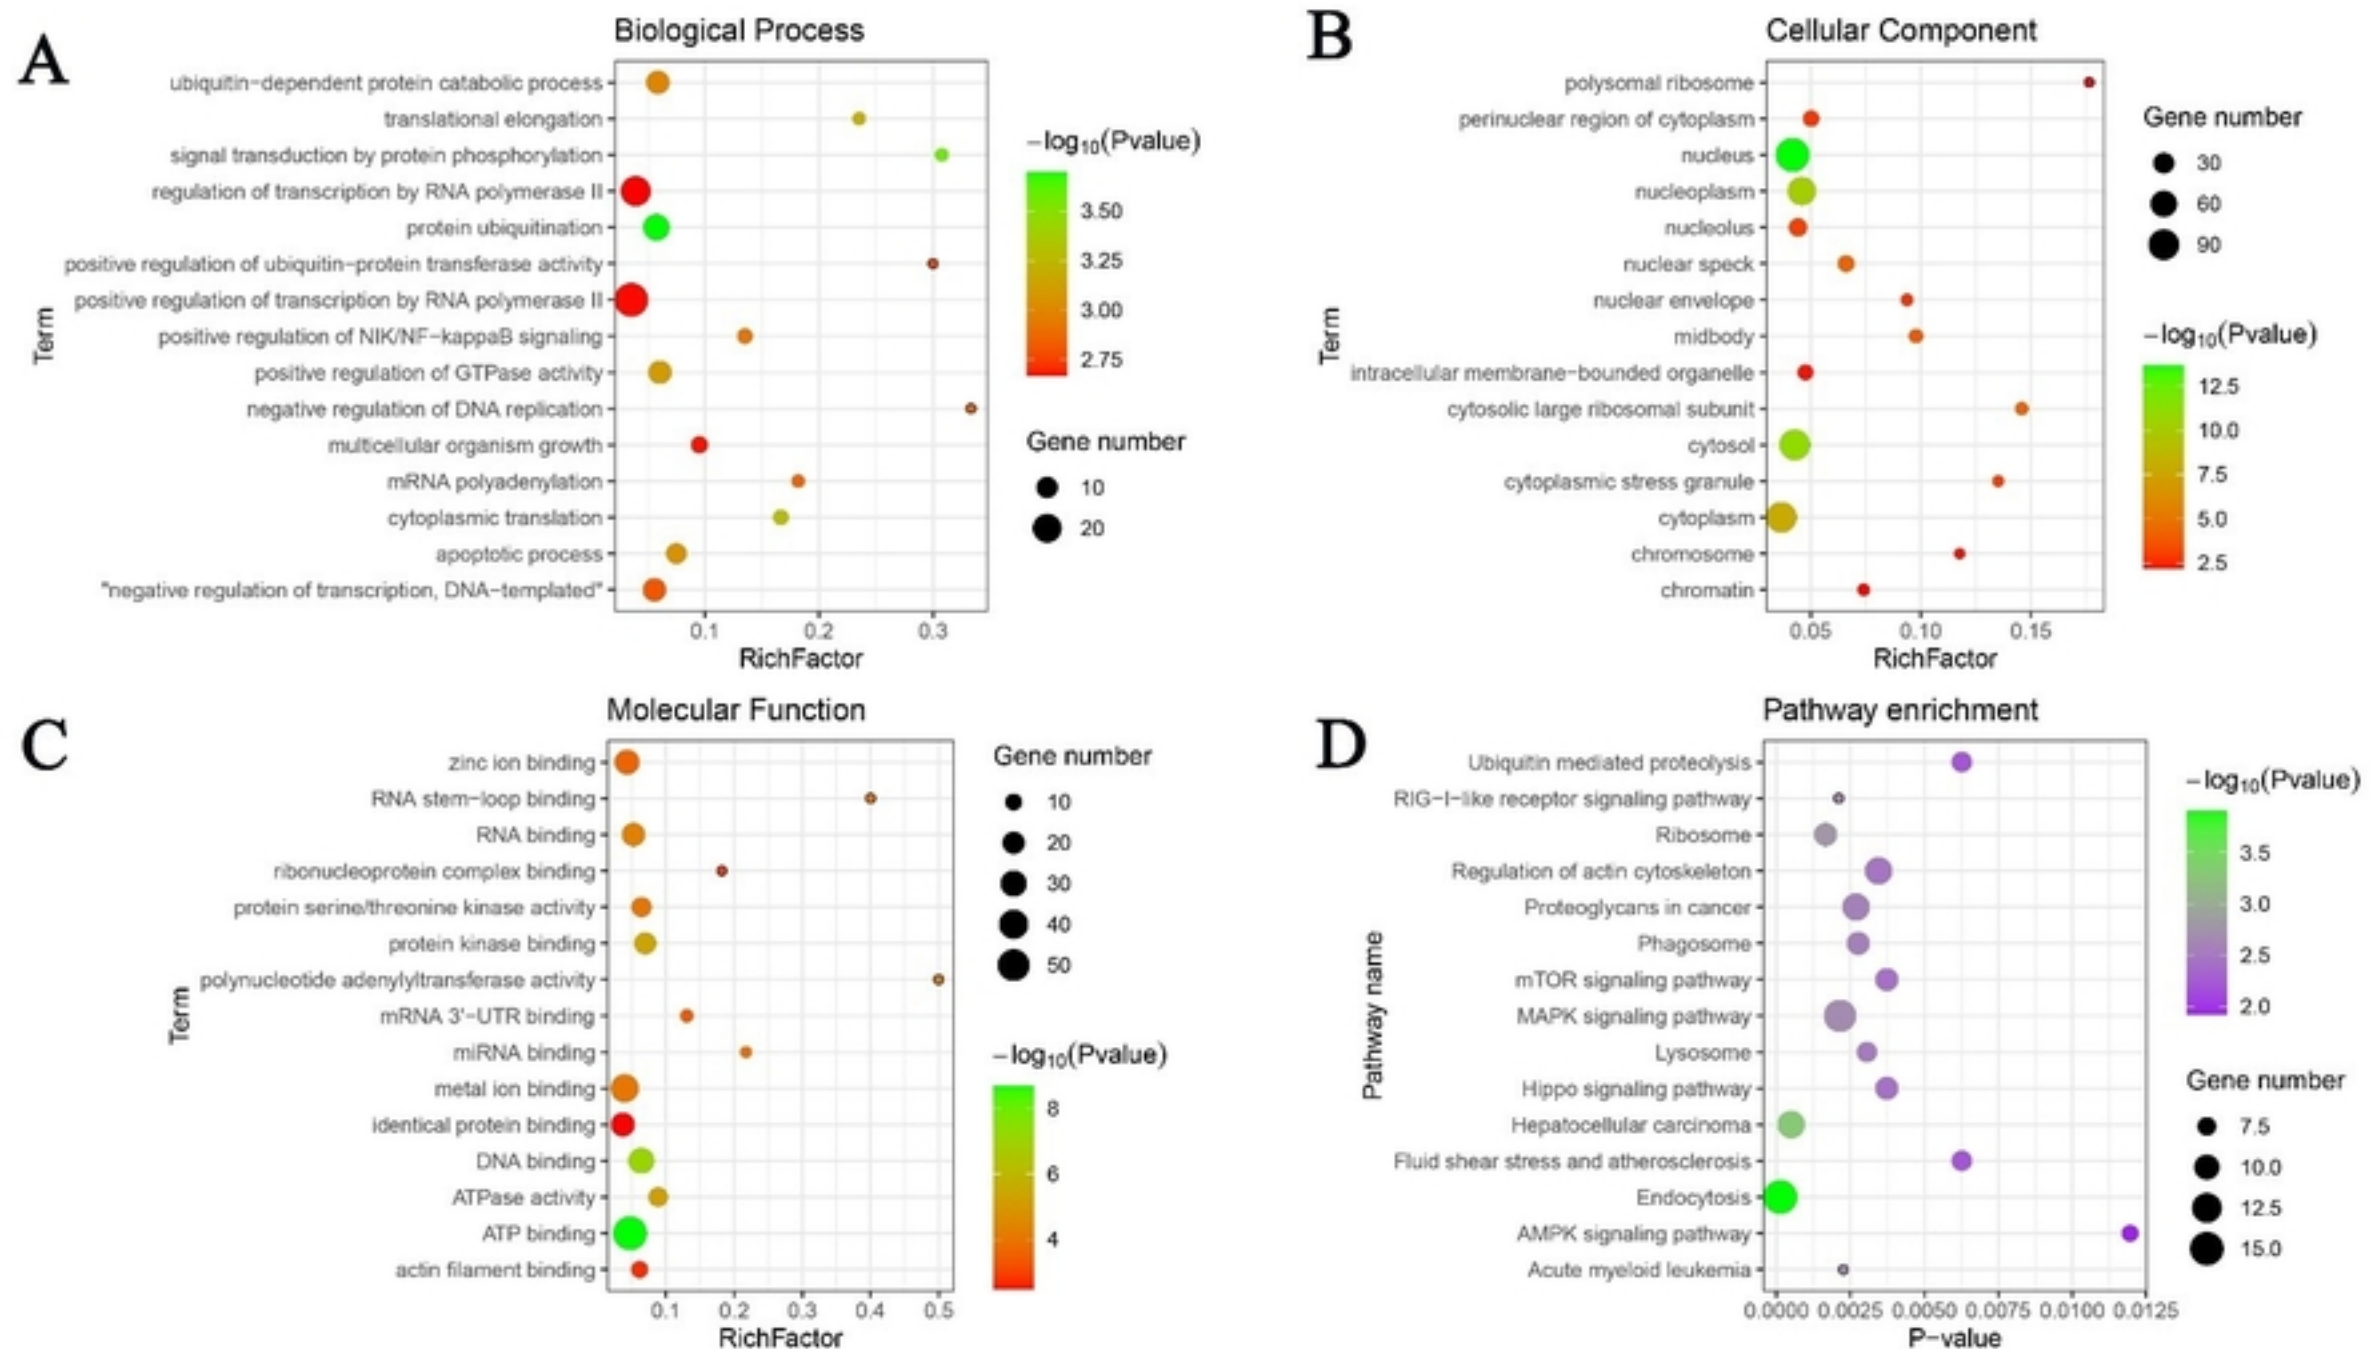 A
Biological Process
ubiquitin−dependent protein catabolic process
translational elongation
signal transduction by protein phosphorylation
regulation of transcription by RNA polymerase II
protein ubiquitination
positive regulation of ubiquitin−protein transferase activity
positive regulation of transcription by RNA polymerase II
positive regulation of NIK/NF−kappaB signaling
positive regulation of GTPase activity
negative regulation of DNA replication
multicellular organism growth
mRNA polyadenylation
cytoplasmic translation
apoptotic process
"negative regulation of transcription, DNA−templated"
Term
0.1 0.2 0.3
RichFactor
−log10(Pvalue)
3.50
3.25
3.00
2.75
Gene number
10
20
B
Cellular Component
polysomal ribosome
perinuclear region of cytoplasm
nucleus
nucleoplasm
nucleolus
nuclear speck
nuclear envelope
midbody
intracellular membrane−bounded organelle
cytosolic large ribosomal subunit
cytosol
cytoplasmic stress granule
cytoplasm
chromosome
chromatin
Term
0.05 0.10 0.15
RichFactor
Gene number
30
60
90
−log10(Pvalue)
12.5
10.0
7.5
5.0
2.5
C
Molecular Function
zinc ion binding
RNA stem−loop binding
RNA binding
ribonucleoprotein complex binding
protein serine/threonine kinase activity
protein kinase binding
polynucleotide adenylyltransferase activity
mRNA 3'−UTR binding
miRNA binding
metal ion binding
identical protein binding
DNA binding
ATPase activity
ATP binding
actin filament binding
Term
0.1 0.2 0.3 0.4 0.5
RichFactor
Gene number
10
20
30
40
50
−log10(Pvalue)
8
6
4
D
Pathway enrichment
Ubiquitin mediated proteolysis
RIG−I−like receptor signaling pathway
Ribosome
Regulation of actin cytoskeleton
Proteoglycans in cancer
Phagosome
mTOR signaling pathway
MAPK signaling pathway
Lysosome
Hippo signaling pathway
Hepatocellular carcinoma
Fluid shear stress and atherosclerosis
Endocytosis
AMPK signaling pathway
Acute myeloid leukemia
Pathway name
0.0000 0.0025 0.0050 0.0075 0.0100 0.0125
P−value
−log10(Pvalue)
3.5
3.0
2.5
2.0
Gene number
7.5
10.0
12.5
15.0